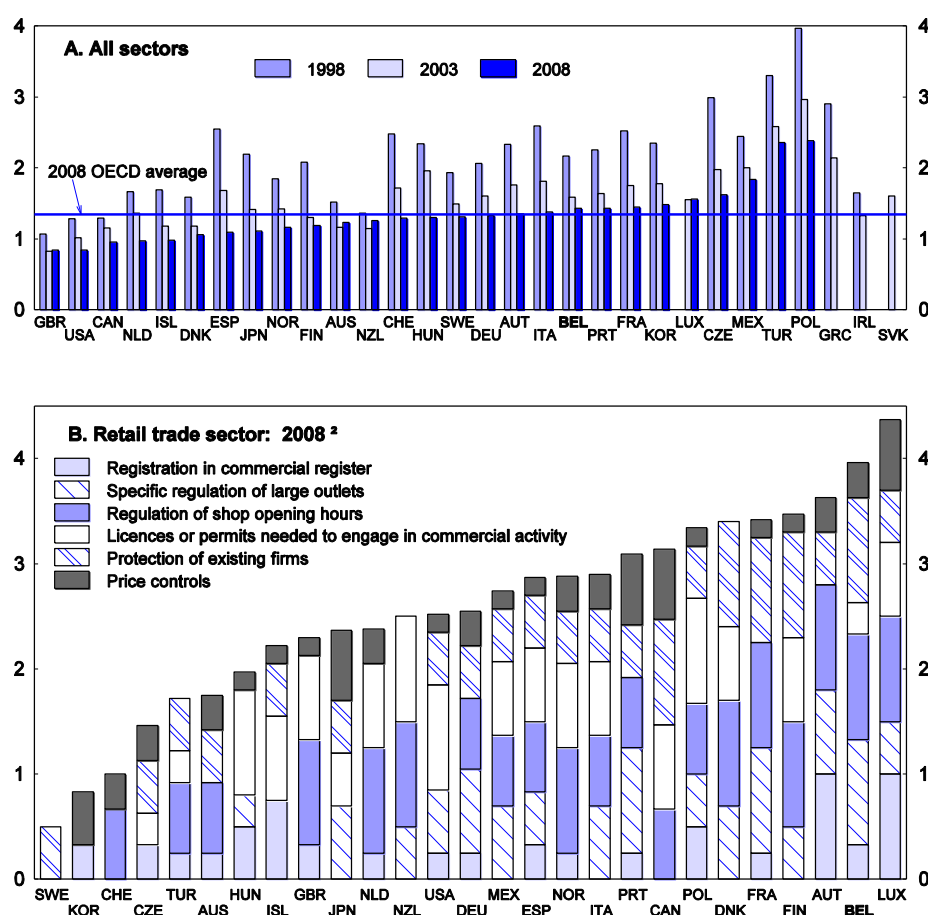 A. All sectors
1998 2003 2008
2008 OECD average
4 4
3 3
2 2
1 1
0 0
GBR CAN ISL ESP NOR AUS CHE SWE AUT BEL FRA LUX MEX POL IRL
USA NLD DNK JPN FIN NZL HUN DEU ITA PRT KOR CZE TUR GRC SVK
B. Retail trade sector: 2008 ²
Registration in commercial register
Specific regulation of large outlets
Regulation of shop opening hours
Licences or permits needed to engage in commercial activity
Protection of existing firms
Price controls
4 4
3 3
2 2
1 1
0 0
SWE CHE TUR HUN GBR NLD USA MEX NOR PRT POL FRA AUT LUX
KOR CZE AUS ISL JPN NZL DEU ESP ITA CAN DNK FIN BEL